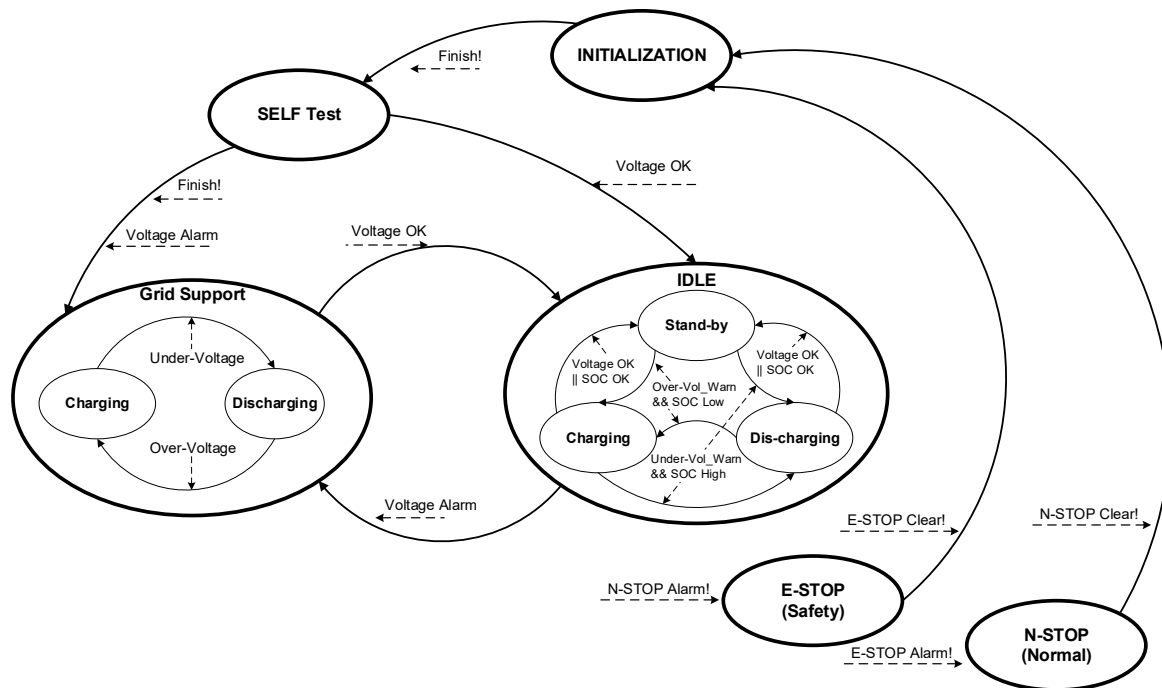 INITIALIZATION
Finish!
SELF Test
Voltage OK
Finish!
Voltage Alarm
Voltage OK
Grid Support
Under-Voltage
Charging
Discharging
Over-Voltage
IDLE
Stand-by
Voltage OK
|| SOC OK
Voltage OK
|| SOC OK
Over-Vol_Warn
&& SOC Low
Charging
Dis-charging
Under-Vol_Warn
&& SOC High
Voltage Alarm
E-STOP Clear!
N-STOP Clear!
N-STOP Alarm!
E-STOP
(Safety)
E-STOP Alarm!
N-STOP
(Normal)